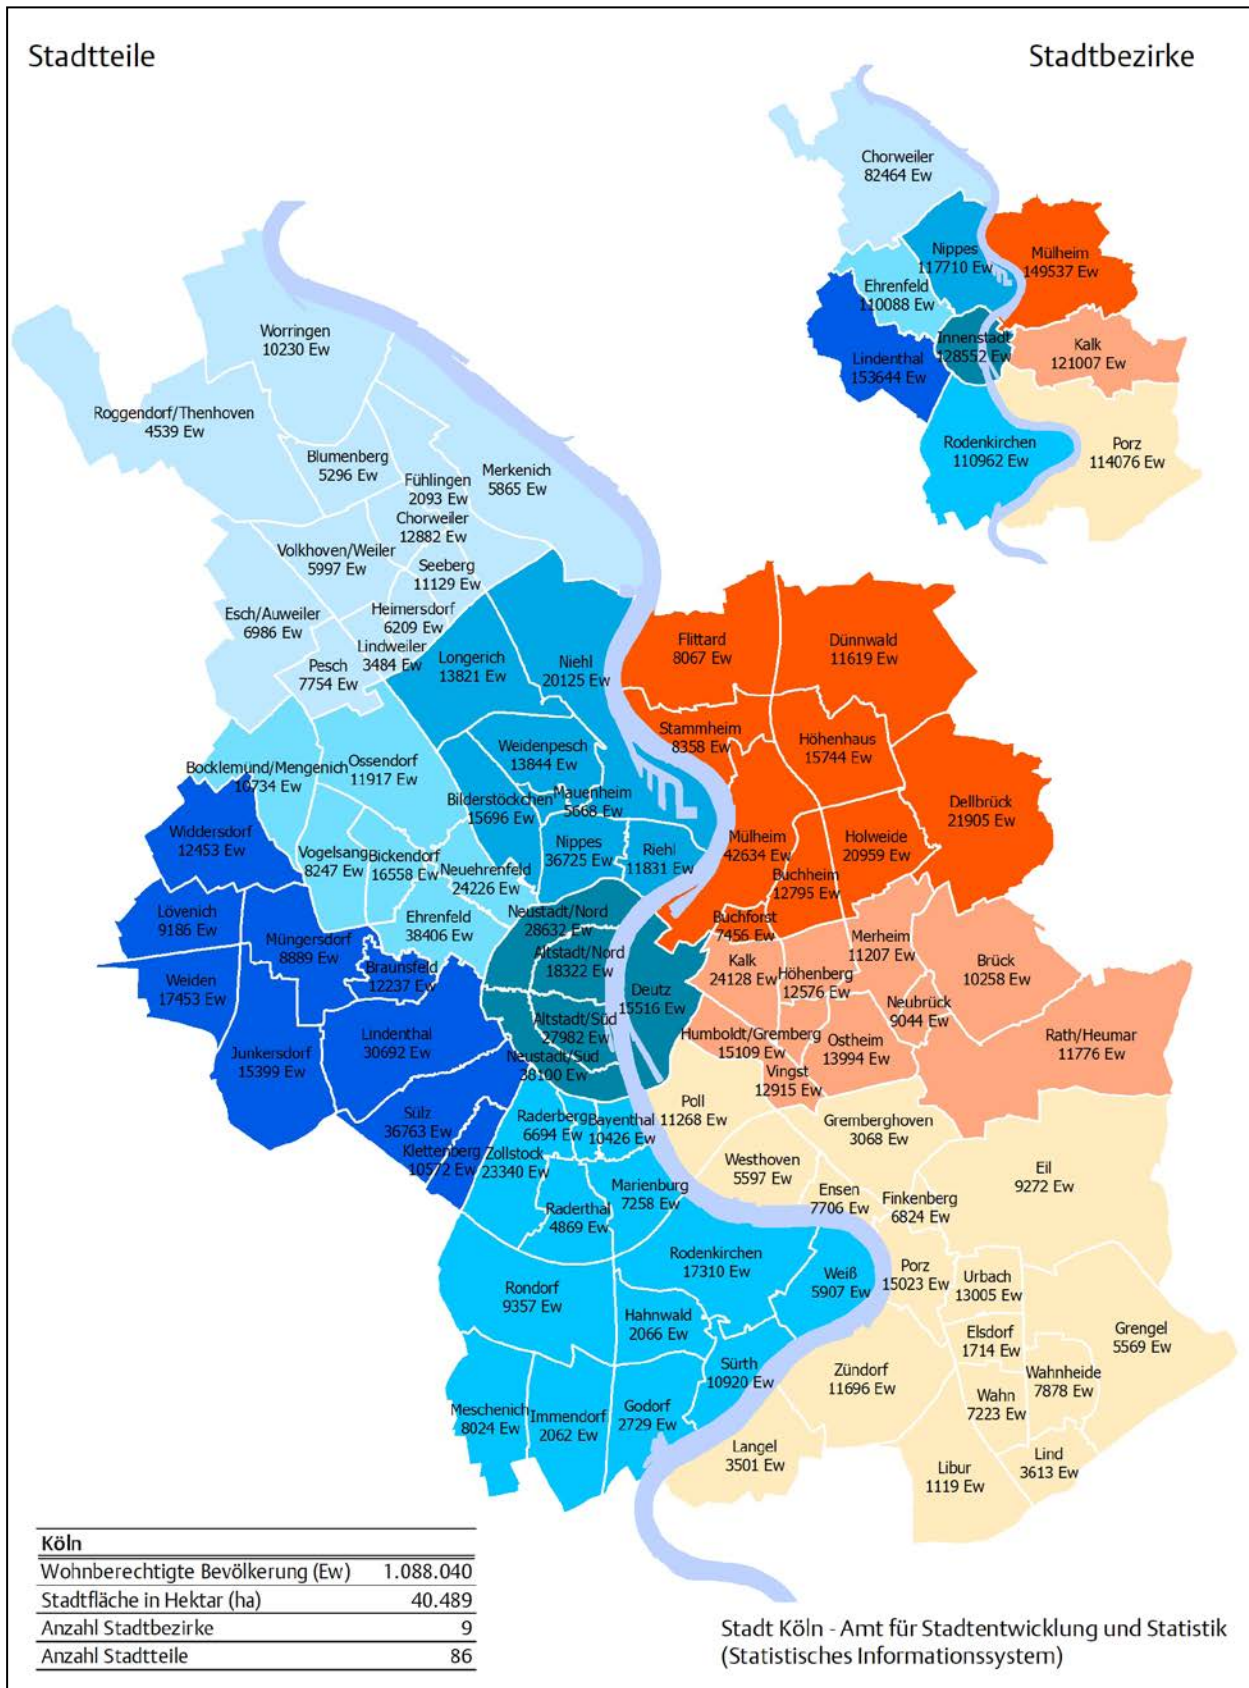 Stadtteile
Stadtbezirke
Chorweiler
82464 Ew
Nippes
117710 Ew
Mülheim
149537 Ew
Ehrenfeld
110088 Ew
Innenstadt
128552 Ew
Kalk
121007 Ew
Lindenthal
153644 Ew
Rodenkirchen
110962 Ew
Porz
114076 Ew
Worringen
10230 Ew
Roggendorf/Thenhoven
4539 Ew
Blumenberg
5296 Ew
Fühlingen
2093 Ew
Merkenich
5865 Ew
Chorweiler
12882 Ew
Volkhoven/Weiler
5997 Ew
Seeberg
11129 Ew
Esch/Auweiler
6986 Ew
Heimersdorf
6209 Ew
Lindweiler
3484 Ew
Pesch
7754 Ew
Longerich
13821 Ew
Niehl
20125 Ew
Flittard
8067 Ew
Dünnwald
11619 Ew
Stammheim
8358 Ew
Höhenhaus
15744 Ew
Weidenpesch
13844 Ew
Ossendorf
11917 Ew
Bocklemünd/Mengenich
10734 Ew
Bilderstöckchen
15696 Ew
Mauenheim
5668 Ew
Dellbrück
21905 Ew
Widdersdorf
12453 Ew
Vogelsang
8247 Ew
Bickendorf
16558 Ew
Neuehrenfeld
24226 Ew
Nippes
36725 Ew
Riehl
11831 Ew
Mülheim
42634 Ew
Holweide
20959 Ew
Buchheim
12795 Ew
Lövenich
9186 Ew
Müngersdorf
8889 Ew
Ehrenfeld
38406 Ew
Neustadt/Nord
28632 Ew
Buchforst
7456 Ew
Merheim
11207 Ew
Brück
10258 Ew
Altstadt/Nord
18322 Ew
Kalk
24128 Ew
Höhenberg
12576 Ew
Braunsfeld
12237 Ew
Weiden
17453 Ew
Deutz
15516 Ew
Neubrück
9044 Ew
Altstadt/Süd
27982 Ew
Humboldt/Gremberg
15109 Ew
Ostheim
13994 Ew
Rath/Heumar
11776 Ew
Lindenthal
30692 Ew
Junkersdorf
15399 Ew
Neustadt/Süd
38100 Ew
Vingst
12915 Ew
Sülz
36763 Ew
Poll
11268 Ew
Gremberghoven
3068 Ew
Raderberg
6694 Ew
Bayenthal
10426 Ew
Klettenberg
10572 Ew
Zollstock
23340 Ew
Westhoven
5597 Ew
Eil
9272 Ew
Marienburg
7258 Ew
Ensen
7706 Ew
Finkenberg
6824 Ew
Raderthal
4869 Ew
Rodenkirchen
17310 Ew
Weiß
5907 Ew
Porz
15023 Ew
Urbach
13005 Ew
Rondorf
9357 Ew
Hahnwald
2066 Ew
Elsdorf
1714 Ew
Grengel
5569 Ew
Sürth
10920 Ew
Zündorf
11696 Ew
Wahnheide
7878 Ew
Wahn
7223 Ew
Meschenich
8024 Ew
Immendorf
2062 Ew
Godorf
2729 Ew
Langel
3501 Ew
Libur
1119 Ew
Lind
3613 Ew
Köln
Wohnberechtigte Bevölkerung (Ew) 1.088.040
Stadtfläche in Hektar (ha) 40.489
Anzahl Stadtbezirke 9
Anzahl Stadtteile 86
Stadt Köln - Amt für Stadtentwicklung und Statistik
(Statistisches Informationssystem)